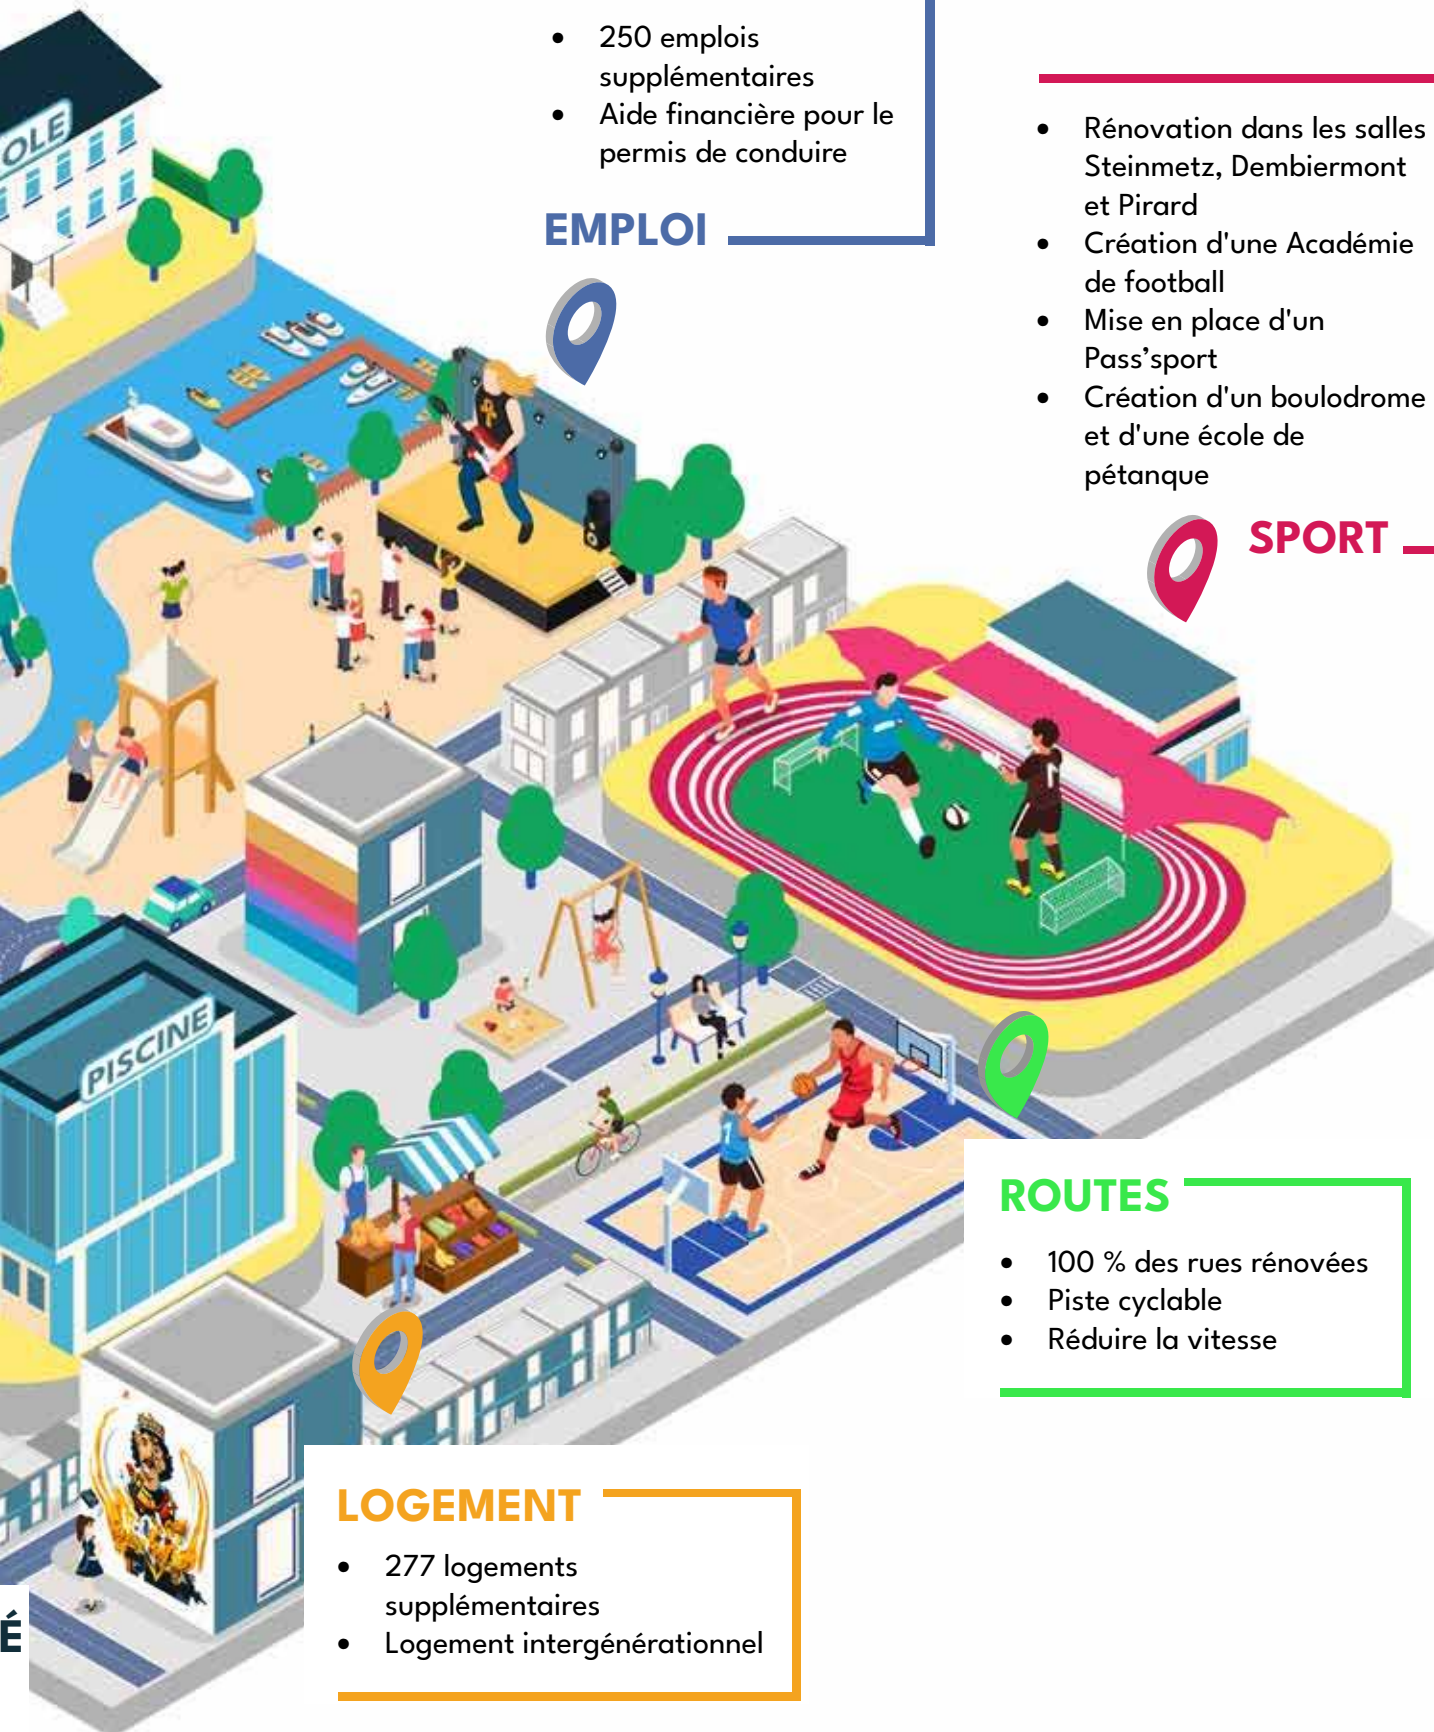 • 250 emplois
supplémentaires
• Aide financière pour le
permis de conduire
EMPLOI
• Rénovation dans les salles
Steinmetz, Dembiermont
et Pirard
• Création d'une Académie
de football
• Mise en place d'un
Pass’sport
• Création d'un boulodrome
et d'une école de
pétanque
SPORT
OLE
PISCINE
ROUTES
• 100 % des rues rénovées
• Piste cyclable
• Réduire la vitesse
LOGEMENT
• 277 logements
supplémentaires
• Logement intergénérationnel
É